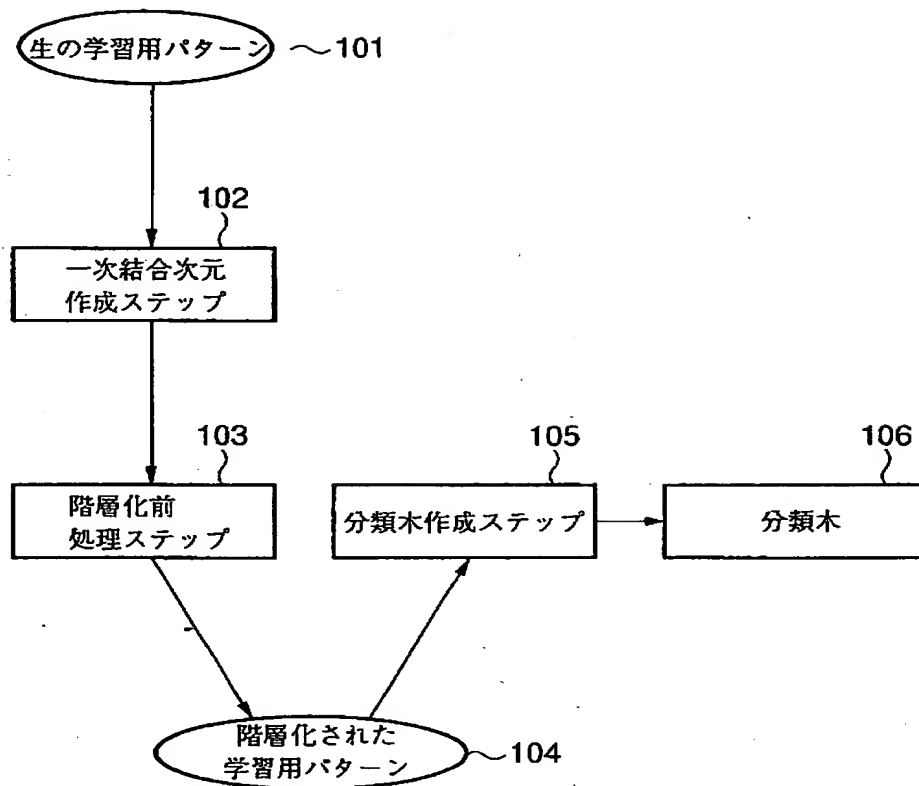 生の学習用パターン
101
102
一次結合次元
作成ステップ
103
階層化前
処理ステップ
105
分類木作成ステップ
106
分類木
階層化された
学習用パターン
104